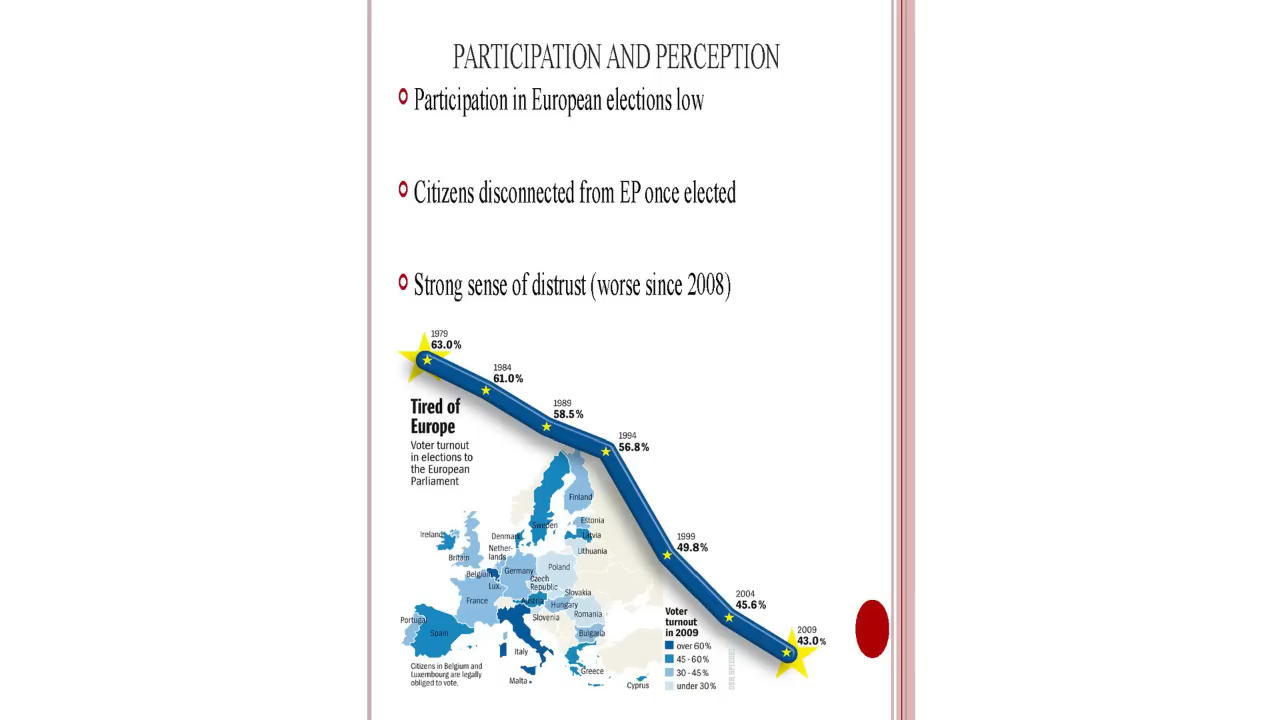 PARTICIPATION AND PERCEPTION
Participation in European elections low
Citizens disconnected from EP once elected
Strong sense of distrust (worse since 2008)
1979
63.0%
1984
61.0%
1989
58.5%
1994
56.8%
1999
49.8%
2004
45.6%
2009
43.0%
Tired of
Europe
Voter turnout
in elections to
the European
Parliament
Finland
Sweden
Estonia
Latvia
Lithuania
Ireland
Denmark
Britain
Nether-
lands
Belgium
Lux.
Germany
Poland
Czech
Republic
Slovakia
France
Austria
Hungary
Slovenia
Romania
Portugal
Spain
Bulgaria
Italy
Greece
Malta
Cyprus
Citizens in Belgium and
Luxembourg are legally
obliged to vote.
Voter
turnout
in 2009
over 60%
45 - 60%
30 - 45%
under 30%
DER SPIEGEL